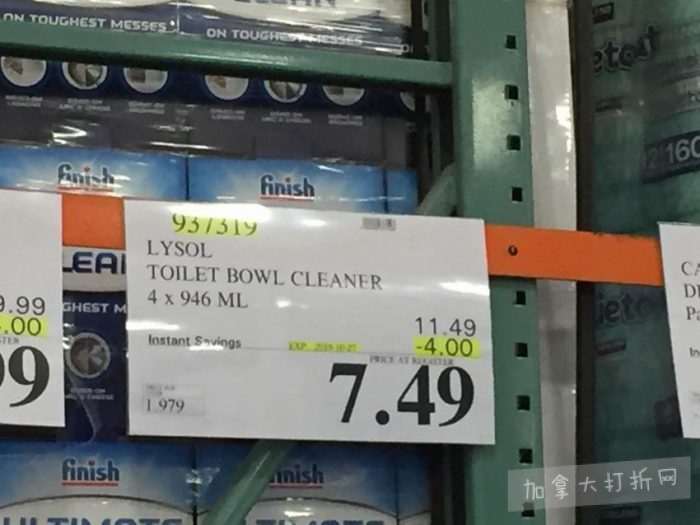 ON TOUGHEST MESSES
ON TOUGHEST MESSES
finish
finish
937319
LYSOL
TOILET BOWL CLEANER
4 x 946 ML
11.49
Instant Savings
-4.00
PRICE AT REGISTER
7.49
1.979
9.99
.00
99
160
finish
finish
ULTIMATE
加拿大打折网